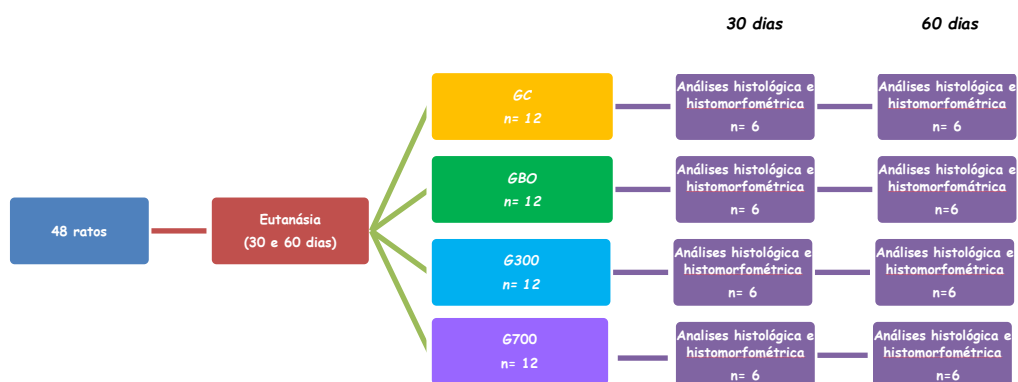 30 dias
60 dias
48 ratos
Eutanásia
(30 e 60 dias)
GC
n= 12
Análises histológica e
histomorfométrica
n= 6
Análises histológica e
histomorfométrica
n= 6
GBO
n= 12
Análises histológica e
histomorfométrica
n= 6
Análises histológica e
histomorfomátrica
n=6
G300
n= 12
Análises histológica e
histomorfométrica
n= 6
Análises histológica e
histomorfométrica
n=6
G700
n= 12
Analises histológica e
histomorfométrica
n= 6
Análises histológica e
histomorfométrica
n=6